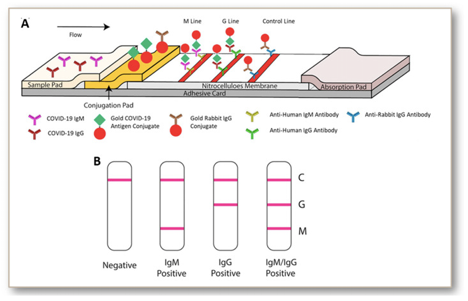 A
Flow
M Line
G Line
Control Line
Sample Pad
Conjugation Pad
Nitrocelluloes Membrane
Adhesive Card
Absorption Pad
COVID-19 IgM
COVID-19 IgG
Gold COVID-19
Antigen Conjugate
Gold Rabbit IgG
Conjugate
Anti-Human IgM Antibody
Anti-Human IgG Antibody
Anti-Rabbit IgG Antibody
B
C
G
M
Negative
IgM
Positive
IgG
Positive
IgM/IgG
Positive